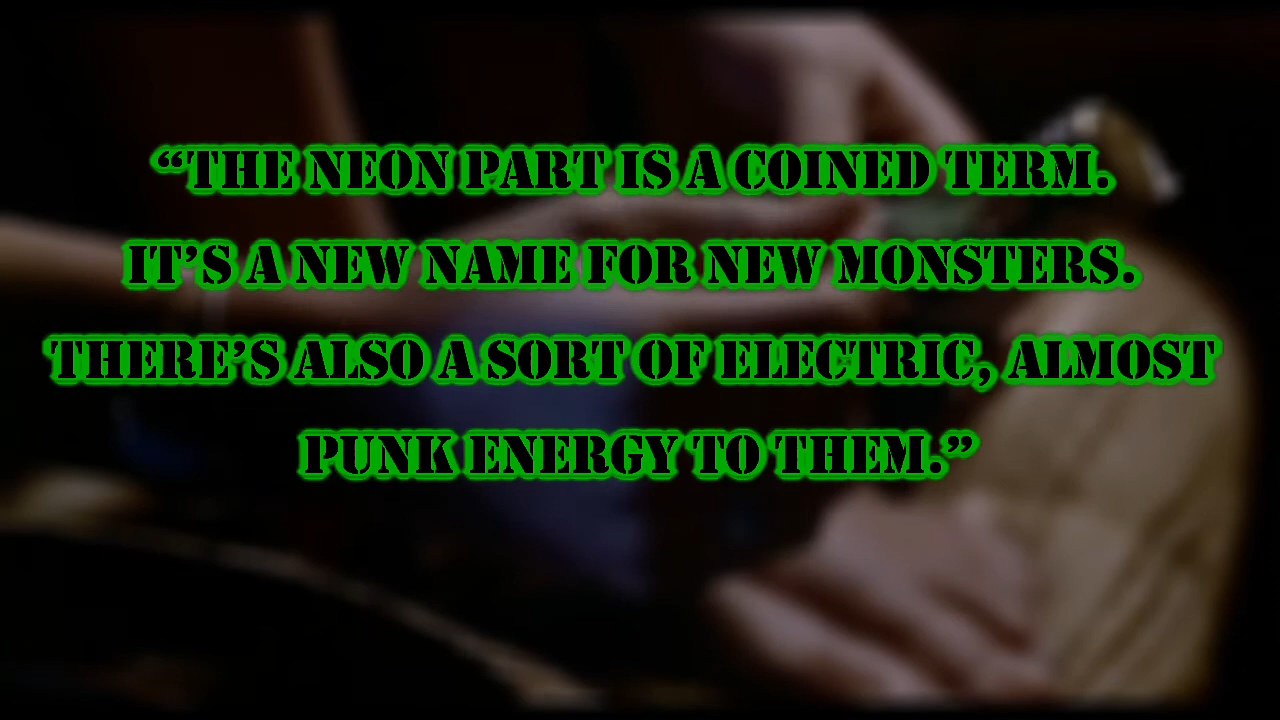 “THE NEON PART IS A COINED TERM.
IT’S A NEW NAME FOR NEW MONSTERS.
THERE’S ALSO A SORT OF ELECTRIC, ALMOST
PUNK ENERGY TO THEM.”